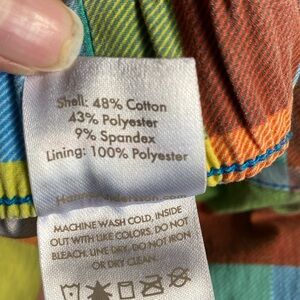 Shell: 48% Cotton
43% Polyester
9% Spandex
Lining: 100% Polyester
MACHINE WASH COLD, INSIDE
OUT WITH LIKE COLORS. DO NOT
BLEACH. LINE DRY. DO NOT IRON
OR DRY CLEAN.